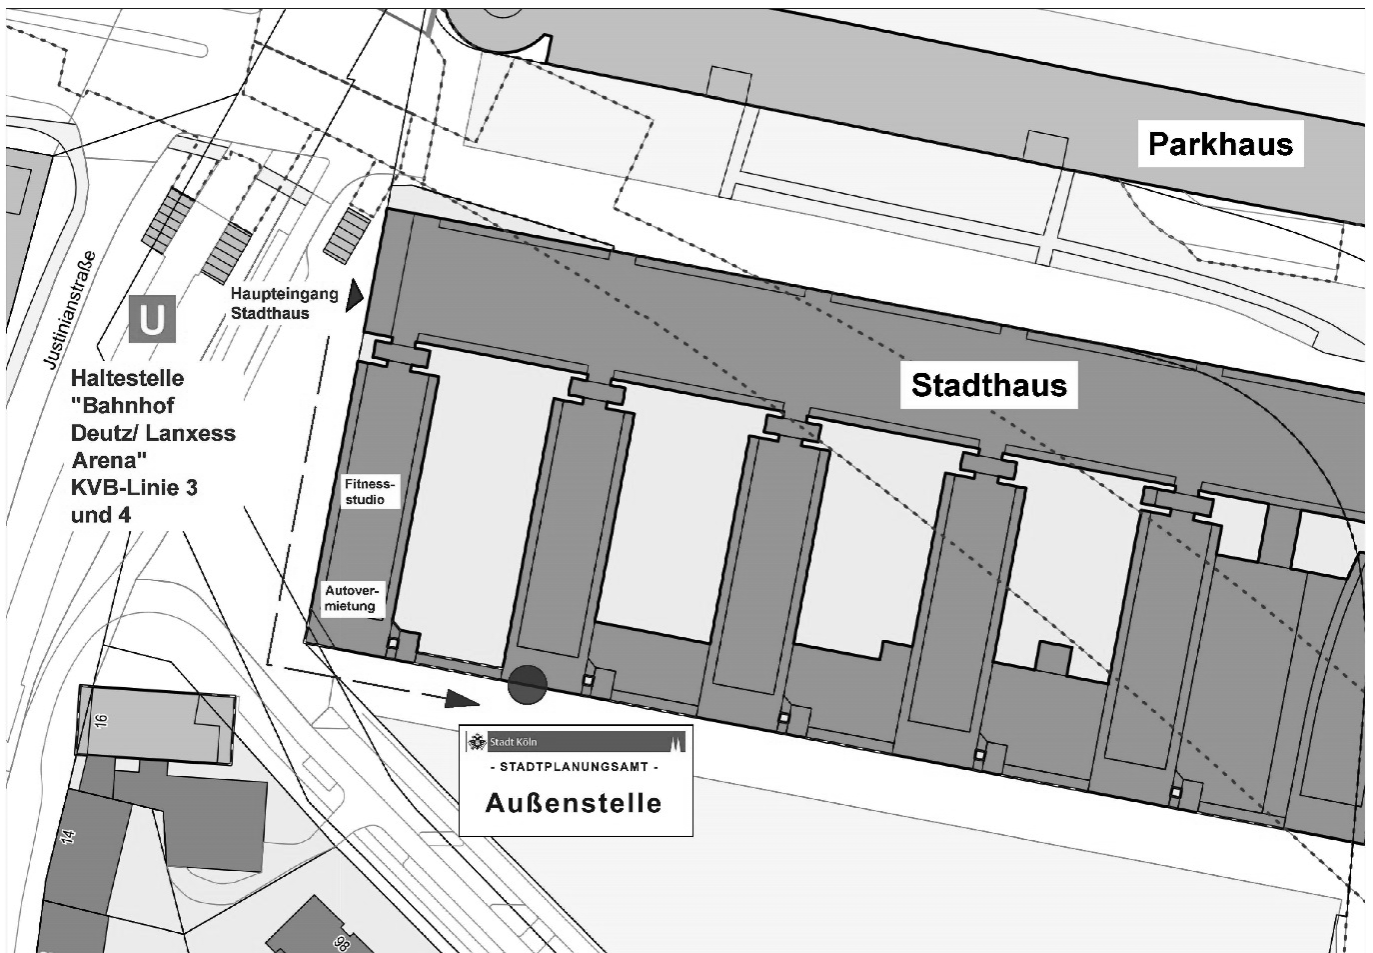 Parkhaus
Justinianstraße
U
Haupteingang
Stadthaus
Haltestelle
"Bahnhof
Deutz/ Lanxess
Arena"
KVB-Linie 3
und 4
Stadthaus
Fitness-
studio
Autover-
mietung
16
14
98
Stadt Köln
- STADTPLANUNGSAMT -
Außenstelle